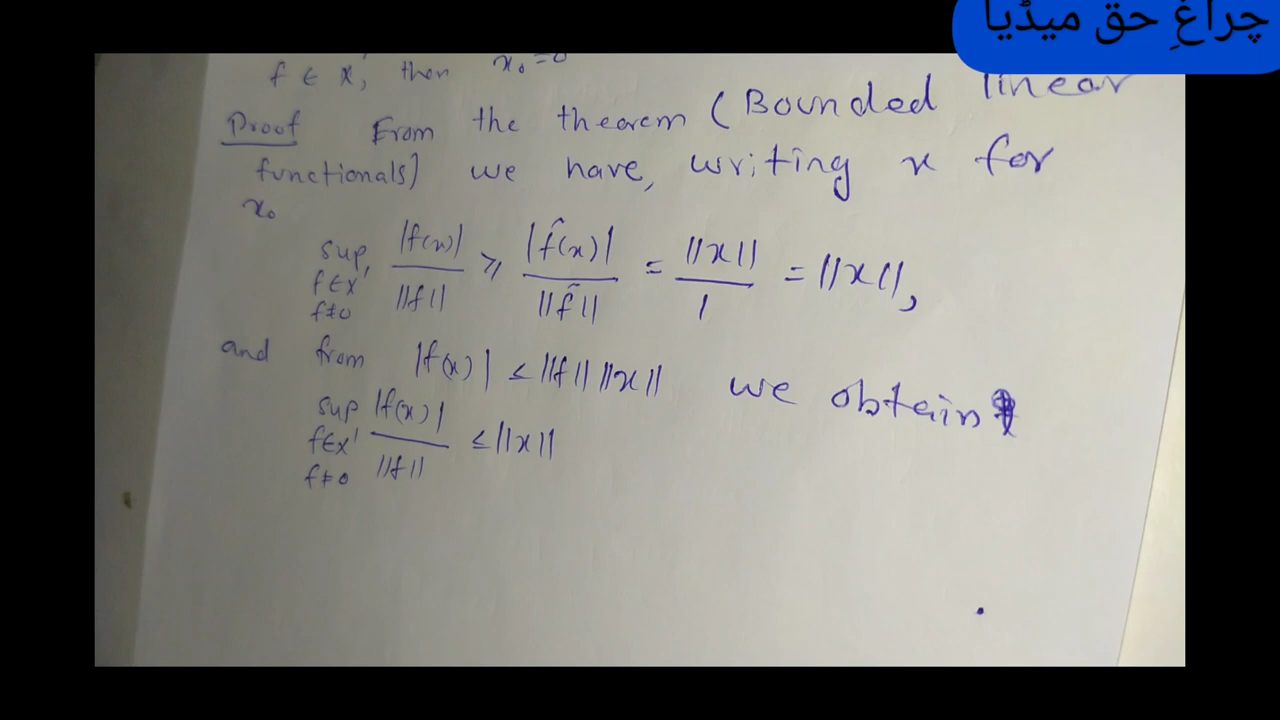 چراغِ حق میڈیا
f ∈ X', then x₀ = 0
Proof From the theorem (Bounded linear
functionals) we have, writing x for
x₀
sup f∈X' f≠0 |f(x)| / ||f|| ≥ |f̃(x)| / ||f̃|| = ||x|| / 1 = ||x||,
and from |f(x)| ≤ ||f|| ||x|| we obtain
sup f∈X' f≠0 |f(x)| / ||f|| ≤ ||x||